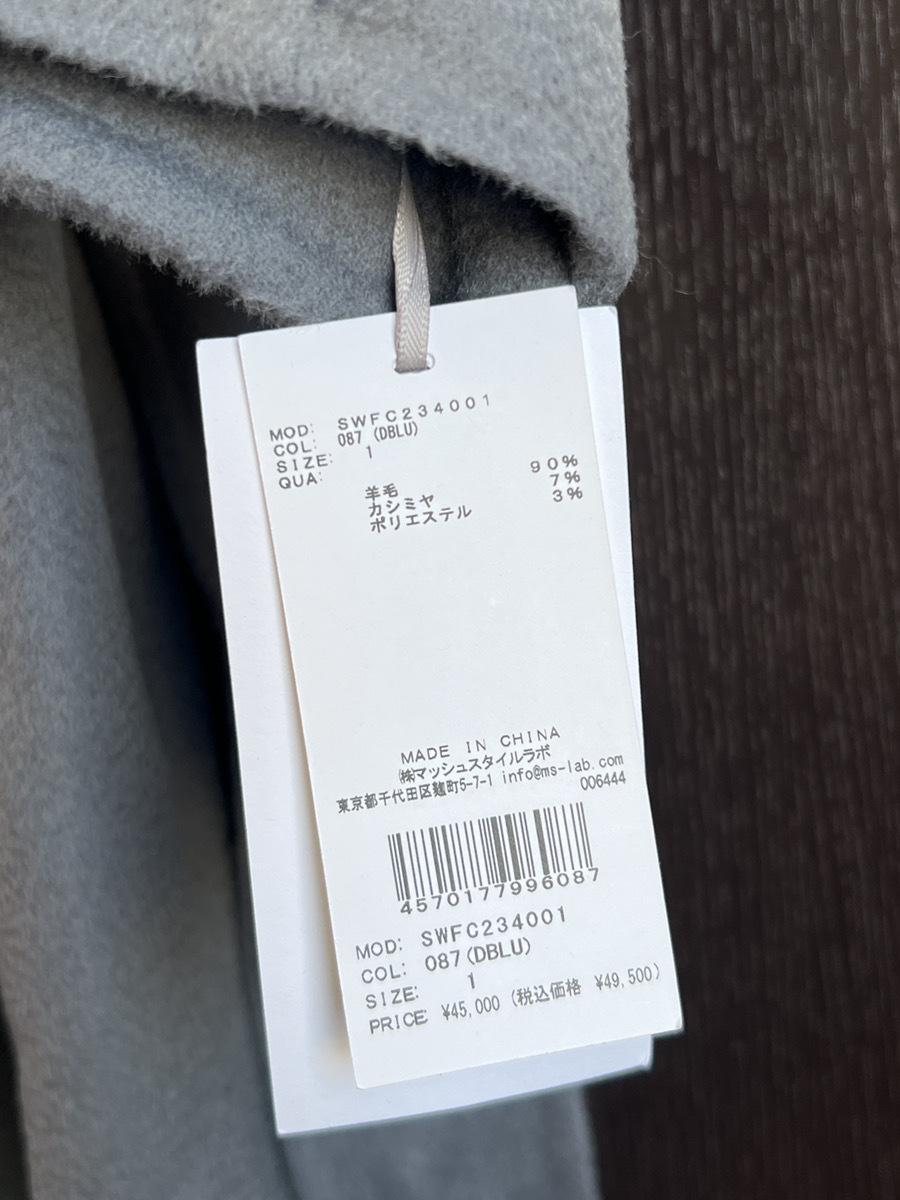 MOD: SWFC234001
COL: 087 (DBLU)
SIZE: 1
QUA:
羊毛 90%
カシミヤ 7%
ポリエステル 3%
MADE IN CHINA
㈱マッシュスタイルラボ
東京都千代田区麹町5-7-1 info@ms-lab.com
006444
4570177996087
MOD: SWFC234001
COL: 087(DBLU)
SIZE: 1
PRICE: ¥45,000 (税込価格 ¥49,500)